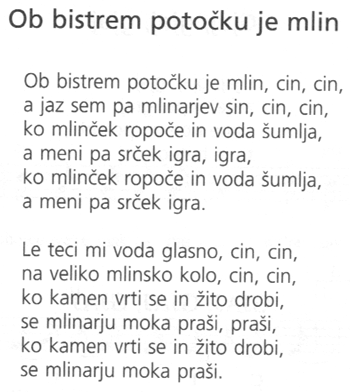 Ob bistrem potočku je mlin
Ob bistrem potočku je mlin, cin, cin,
a jaz sem pa mlinarjev sin, cin, cin,
ko mlinček ropoče in voda šumlja,
a meni pa srček igra, igra,
ko mlinček ropoče in voda šumlja,
a meni pa srček igra.
Le teci mi voda glasno, cin, cin,
na veliko mlinsko kolo, cin, cin,
ko kamen vrti se in žito drobi,
se mlinarju moka praši, praši,
ko kamen vrti se in žito drobi,
se mlinarju moka praši.